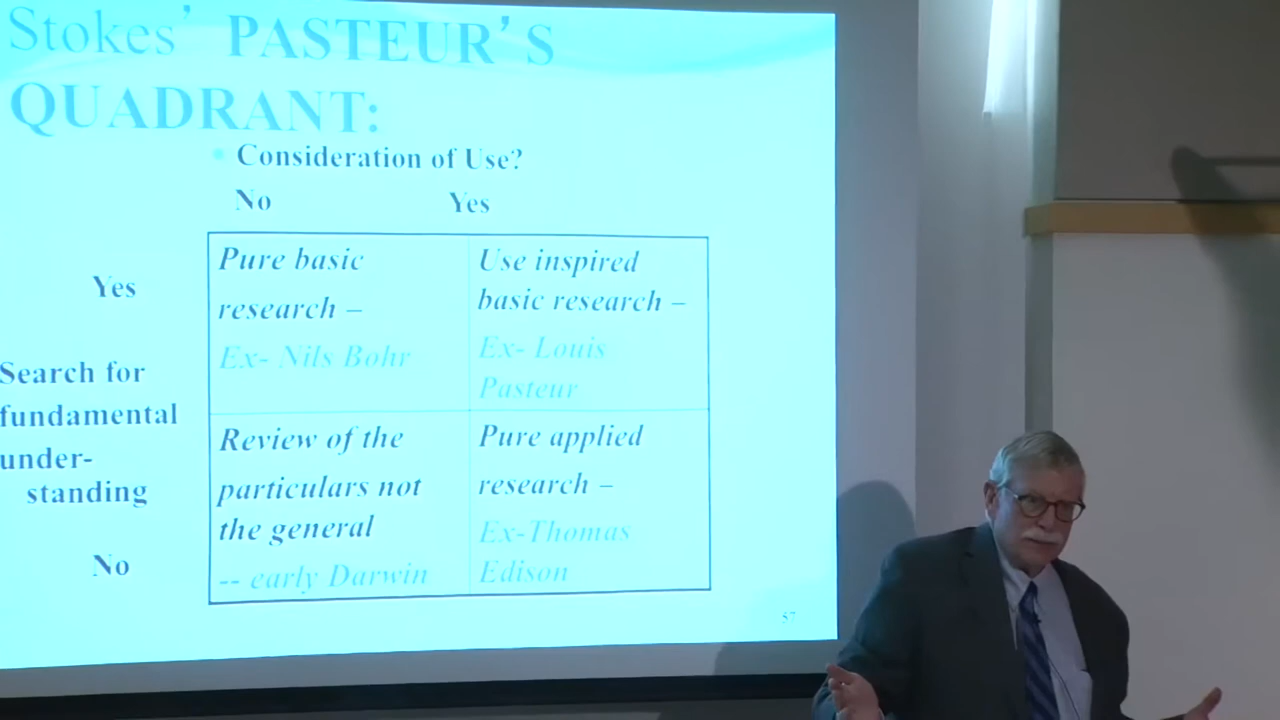 Stokes’ PASTEUR’S
QUADRANT:
• Consideration of Use?
No Yes
Yes
Search for
fundamental
under-
standing
No
Pure basic
research –
Ex- Nils Bohr
Use inspired
basic research –
Ex- Louis
Pasteur
Review of the
particulars not
the general
-- early Darwin
Pure applied
research –
Ex-Thomas
Edison
57